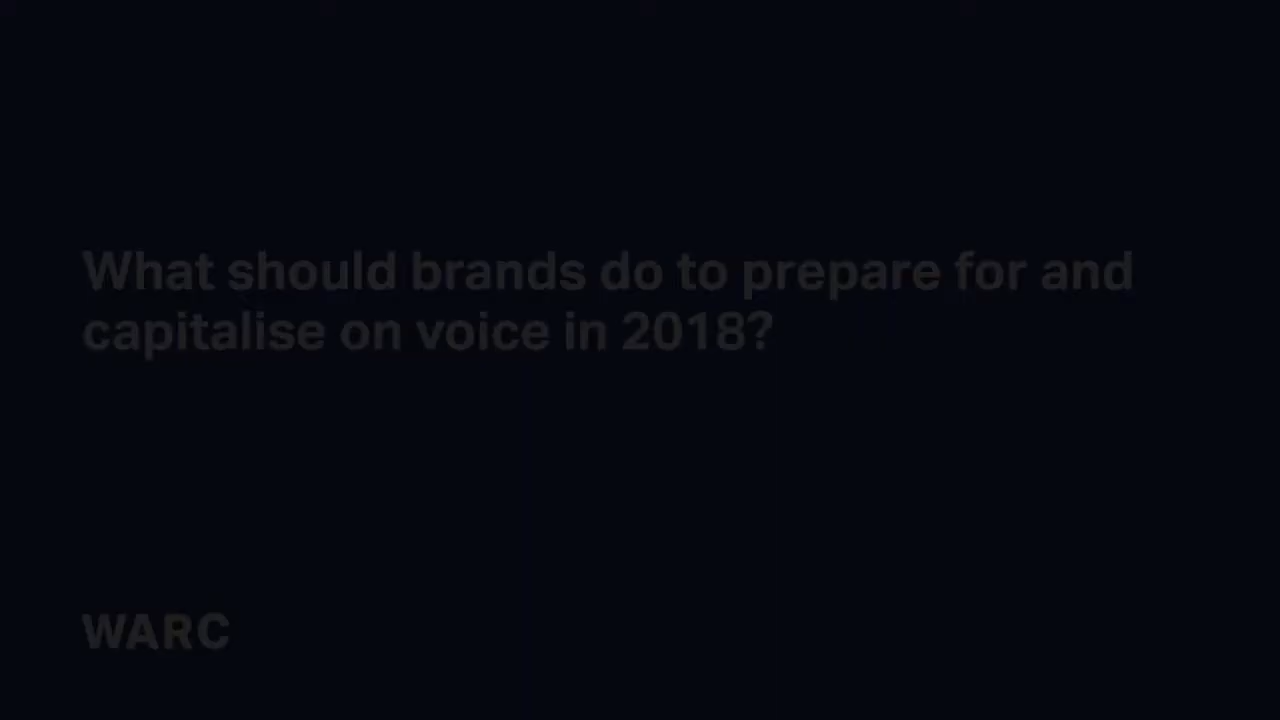 What should brands do to prepare for and
capitalise on voice in 2018?
WARC